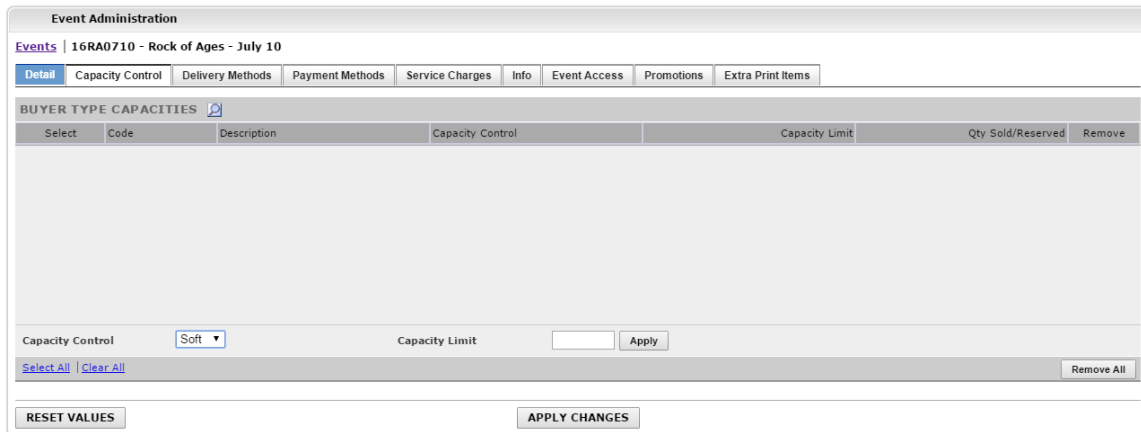 Event Administration
Events | 16RA0710 - Rock of Ages - July 10
Detail Capacity Control Delivery Methods Payment Methods Service Charges Info Event Access Promotions Extra Print Items
BUYER TYPE CAPACITIES
Select Code Description Capacity Control Capacity Limit Qty Sold/Reserved Remove
Capacity Control Soft Capacity Limit Apply
Select All | Clear All Remove All
RESET VALUES APPLY CHANGES